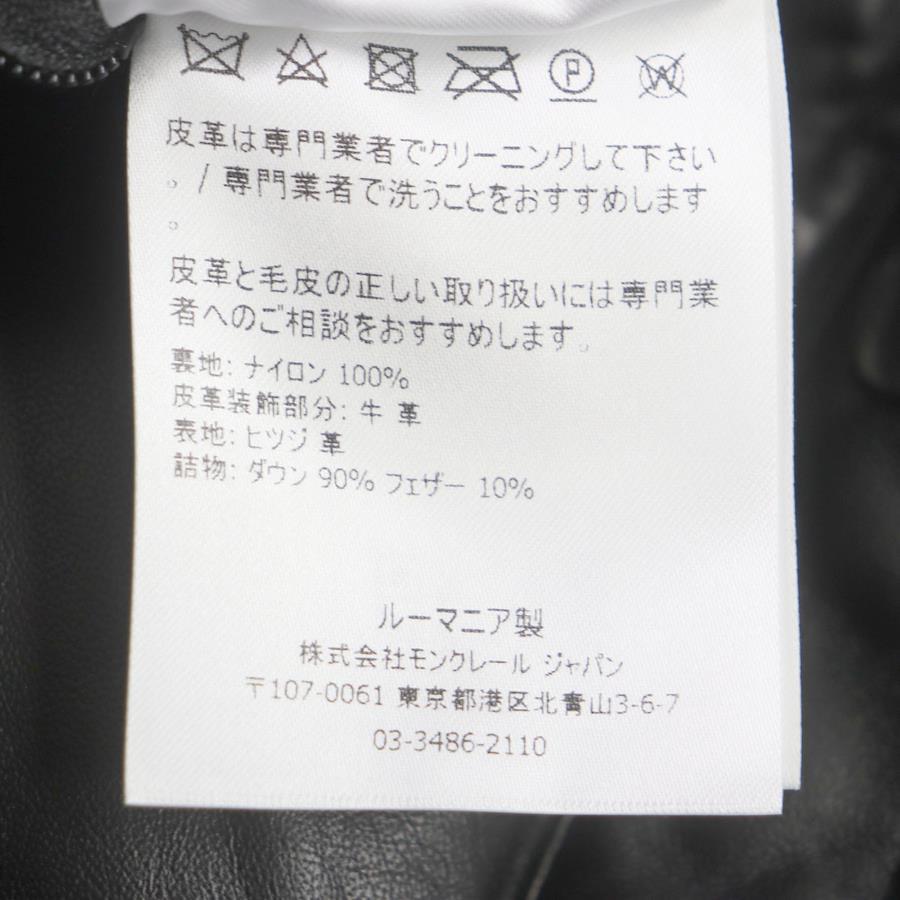 P
W
皮革は専門業者でクリーニングして下さい
。/ 専門業者で洗うことをおすすめします
。
皮革と毛皮の正しい取り扱いには専門業
者へのご相談をおすすめします。
裏地: ナイロン 100%
皮革装飾部分: 牛 革
表地: ヒツジ 革
詰物: ダウン 90% フェザー 10%
ルーマニア製
株式会社モンクレール ジャパン
〒107-0061 東京都港区北青山3-6-7
03-3486-2110